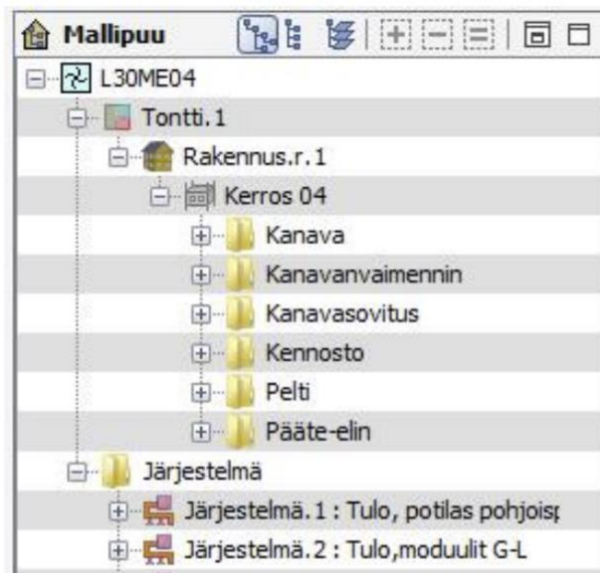 Mallipuu
L30ME04
Tontti.1
Rakennus.r.1
Kerros 04
Kanava
Kanavanvaimennin
Kanavasovitus
Kennosto
Pelti
Pääte-elin
Järjestelmä
Järjestelmä.1 : Tulo, potilas
Järjestelmä.2 : Tulo,moduulit G-L